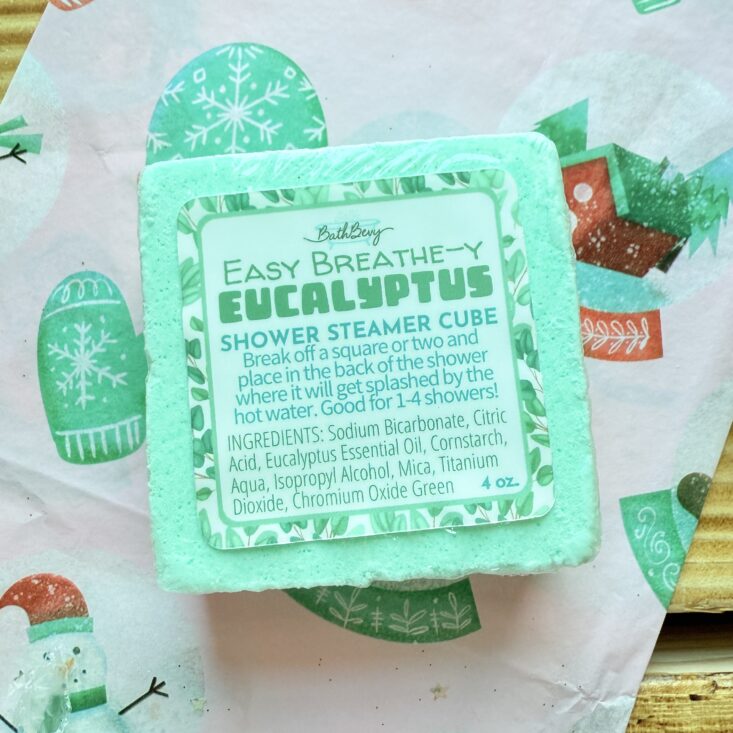 BathBevy
EASY BREATHE-Y
EUCALYPTUS
SHOWER STEAMER CUBE
Break off a square or two and
place in the back of the shower
where it will get splashed by the
hot water. Good for 1-4 showers!
INGREDIENTS: Sodium Bicarbonate, Citric
Acid, Eucalyptus Essential Oil, Cornstarch,
Aqua, Isopropyl Alcohol, Mica, Titanium
Dioxide, Chromium Oxide Green 4 oz.